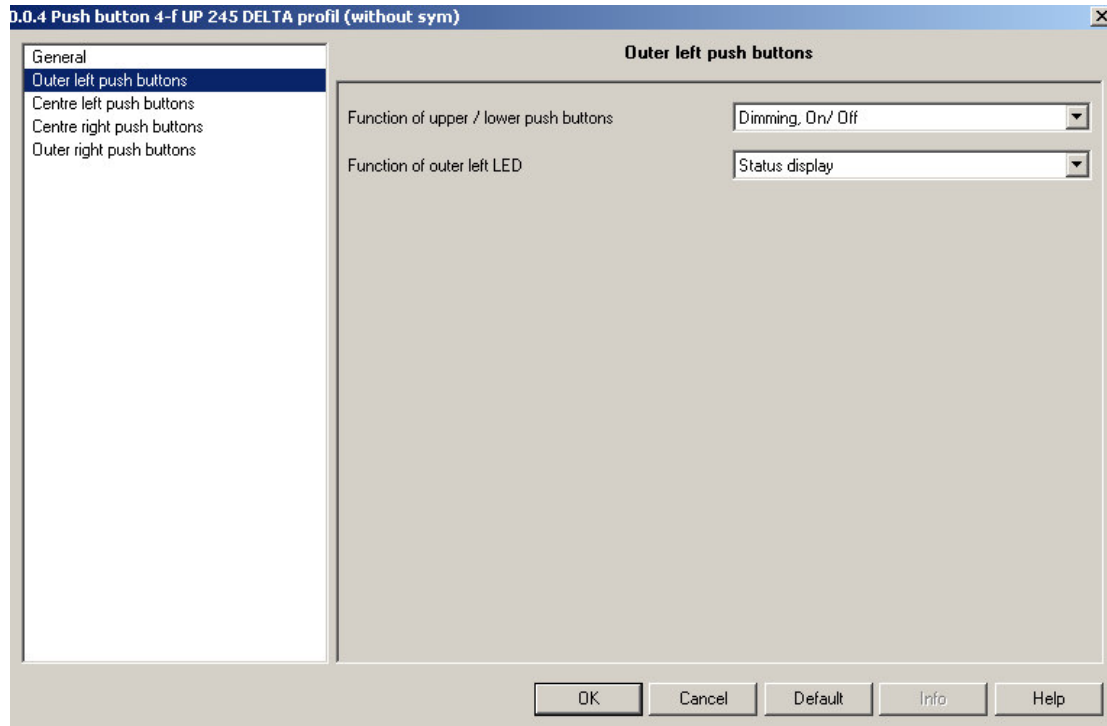 0.0.4 Push button 4-f UP 245 DELTA profil (without sym)
General
Outer left push buttons
Centre left push buttons
Centre right push buttons
Outer right push buttons
Outer left push buttons
Function of upper / lower push buttons
Dimming, On/ Off
Function of outer left LED
Status display
OK
Cancel
Default
Info
Help